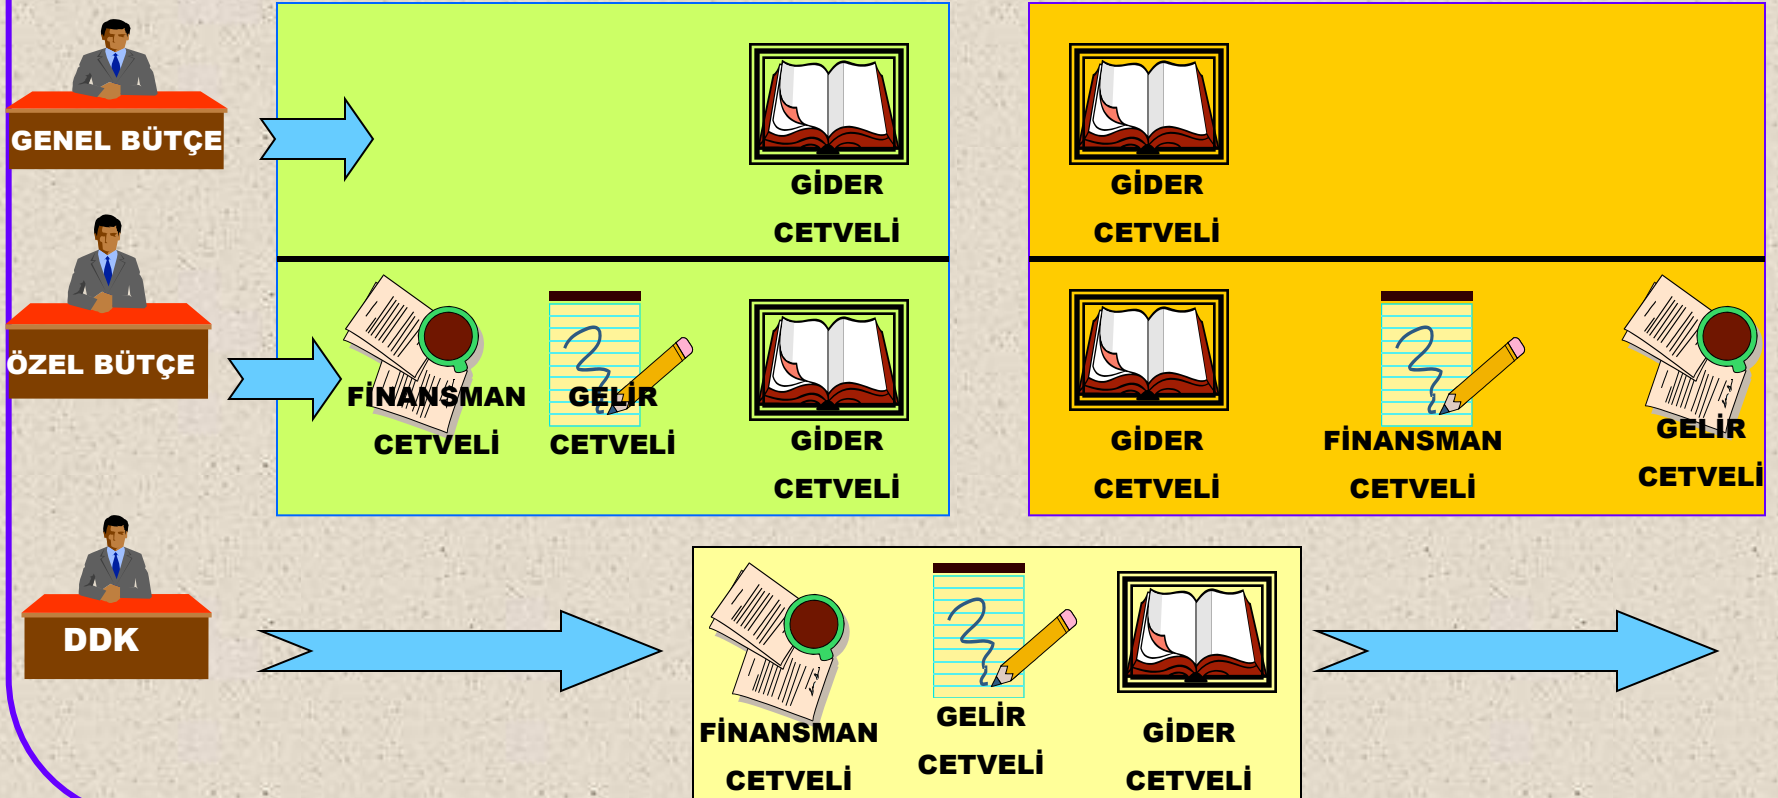 GENEL BÜTÇE
GİDER
CETVELİ
GİDER
CETVELİ
ÖZEL BÜTÇE
FİNANSMAN
CETVELİ
GELİR
CETVELİ
GİDER
CETVELİ
GİDER
CETVELİ
FİNANSMAN
CETVELİ
GELİR
CETVELİ
DDK
FİNANSMAN
CETVELİ
GELİR
CETVELİ
GİDER
CETVELİ